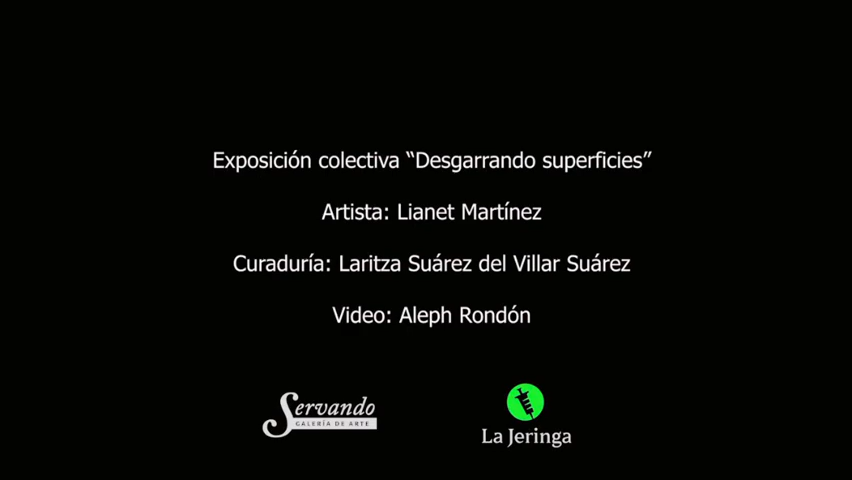 Exposición colectiva “Desgarrando superficies”
Artista: Lianet Martínez
Curaduría: Laritza Suárez del Villar Suárez
Video: Aleph Rondón
Servando
GALERÍA DE ARTE
La Jeringa